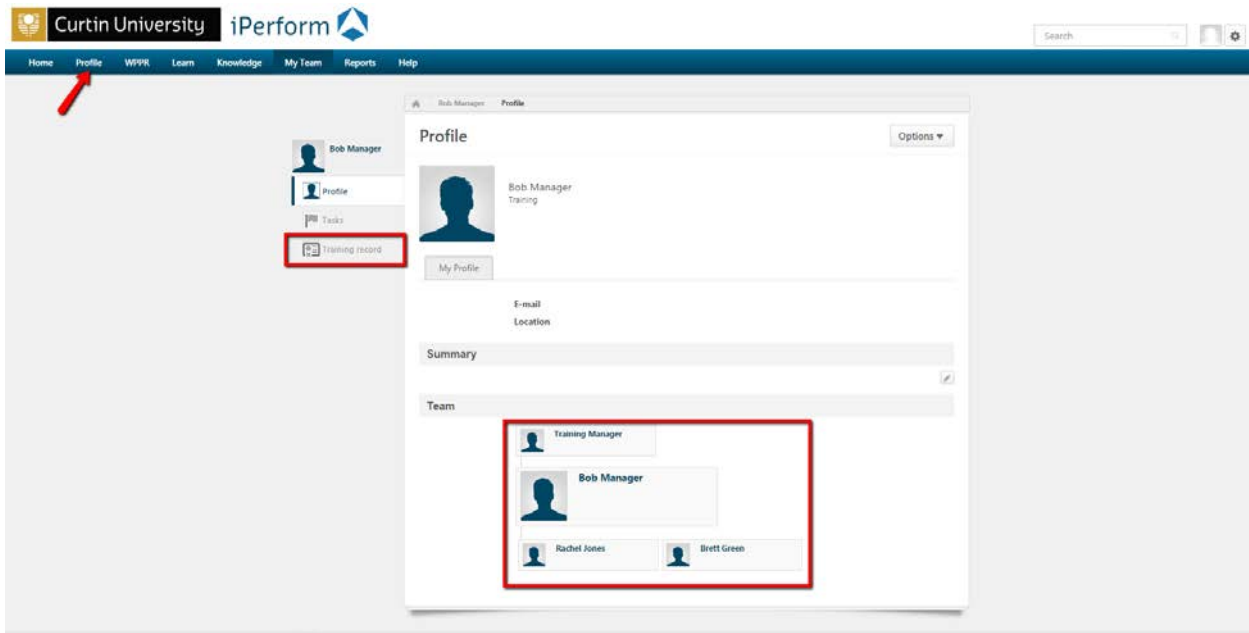 Curtin University iPerform
Search
Home Profile WPPR Learn Knowledge My Team Reports Help
Bob Manager Profile
Bob Manager
Profile
Tasks
Training record
Profile
Options
Bob Manager
Training
My Profile
E-mail
Location
Summary
Team
Training Manager
Bob Manager
Rachel Jones Brett Green